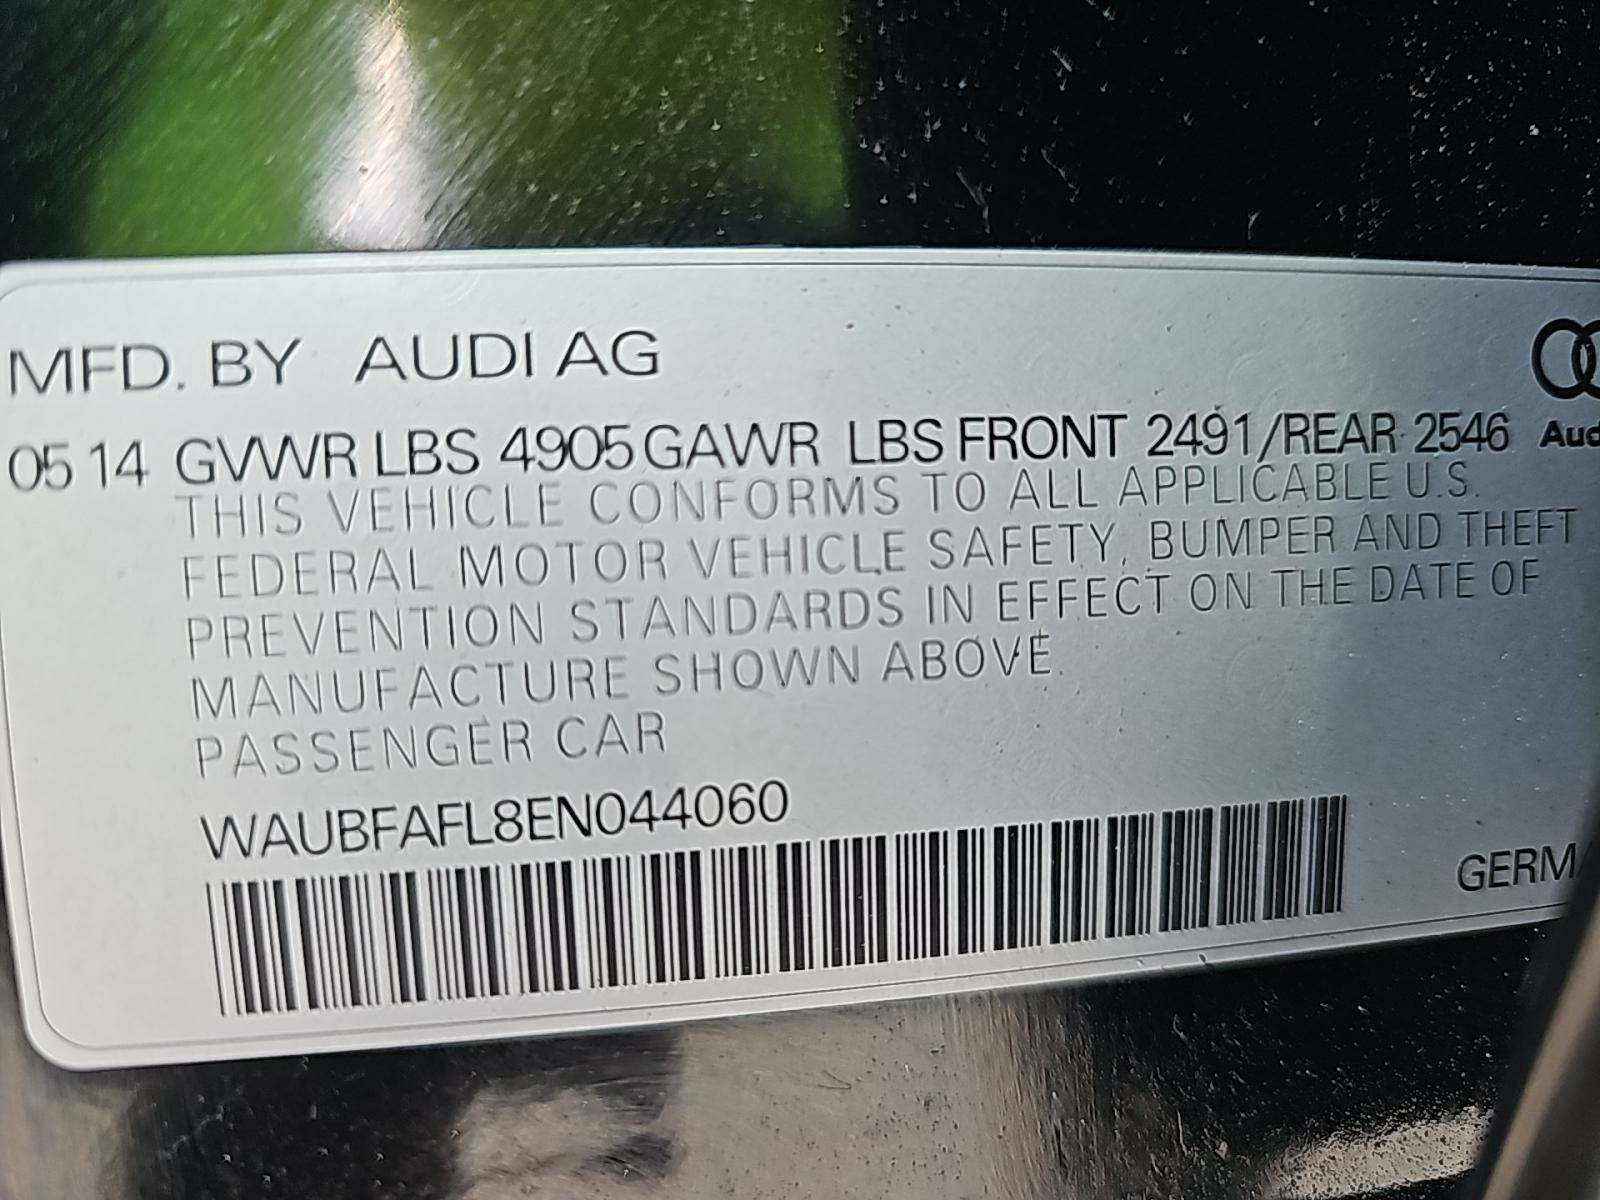 MFD. BY AUDI AG
05 14 GVWR LBS 4905 GAWR LBS FRONT 2491/REAR 2546 Aud
THIS VEHICLE CONFORMS TO ALL APPLICABLE U.S.
FEDERAL MOTOR VEHICLE SAFETY, BUMPER AND THEFT
PREVENTION STANDARDS IN EFFECT ON THE DATE OF
MANUFACTURE SHOWN ABOVE.
PASSENGER CAR
WAUBFAFL8EN044060
GERM